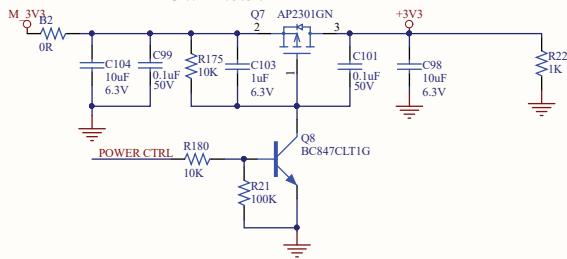 M_3V3
B2
0R
Q7
AP2301GN
2
3
1
+3V3
C104
10uF
6.3V
C99
0.1uF
50V
R175
10K
C103
1uF
6.3V
C101
0.1uF
50V
C98
10uF
6.3V
R22
1K
Q8
BC847CLT1G
POWER CTRL
R180
10K
R21
100K